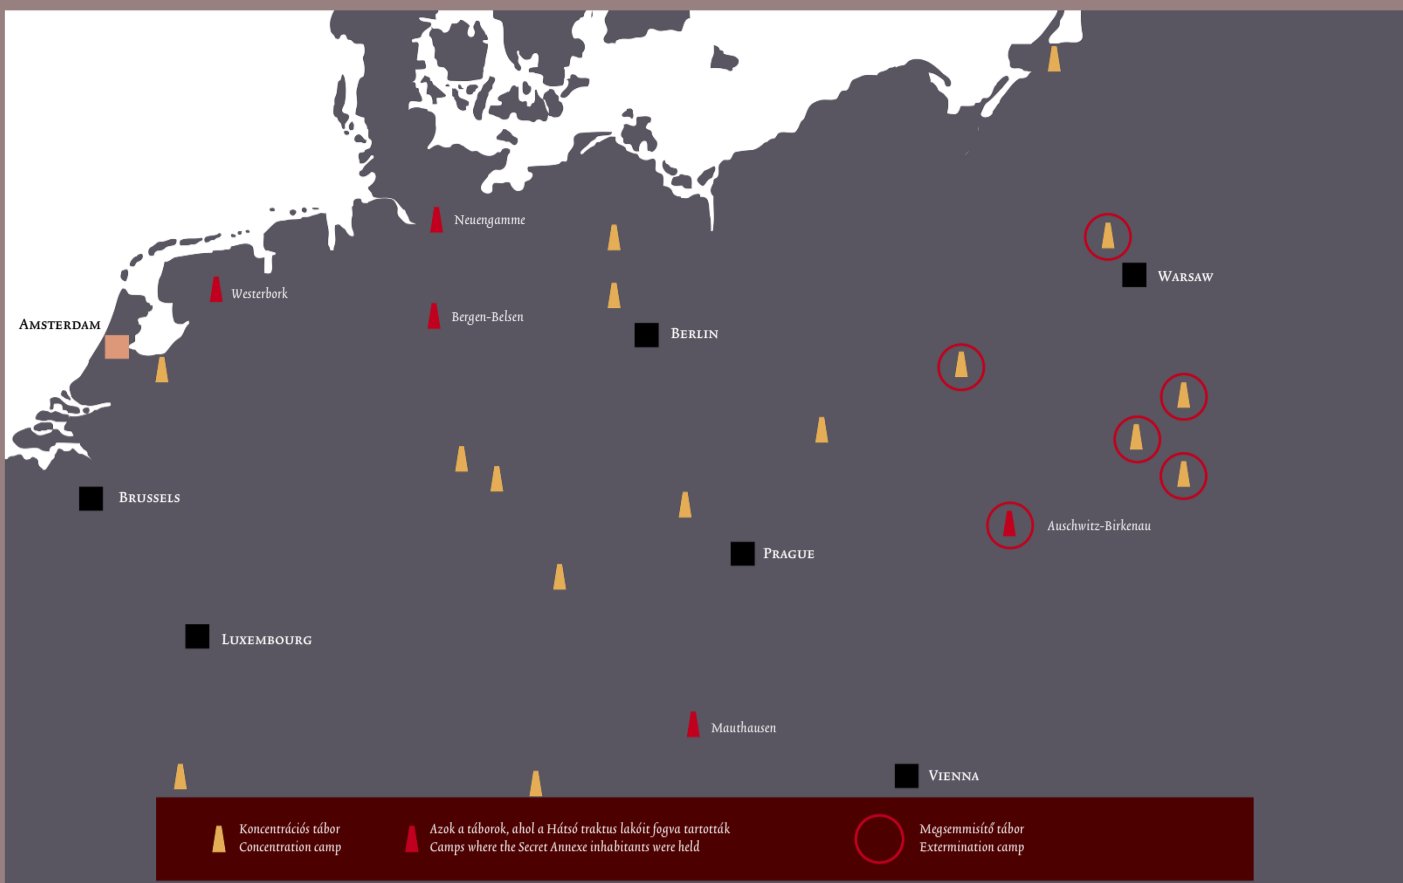 Neuengamme
Westerbork
Bergen-Belsen
Warsaw
Amsterdam
Berlin
Brussels
Auschwitz-Birkenau
Prague
Luxembourg
Mauthausen
Vienna
Koncentrációs tábor
Concentration camp
Azok a táborok, ahol a Hátsó traktus lakóit fogva tartották
Camps where the Secret Annexe inhabitants were held
Megsemmisítő tábor
Extermination camp